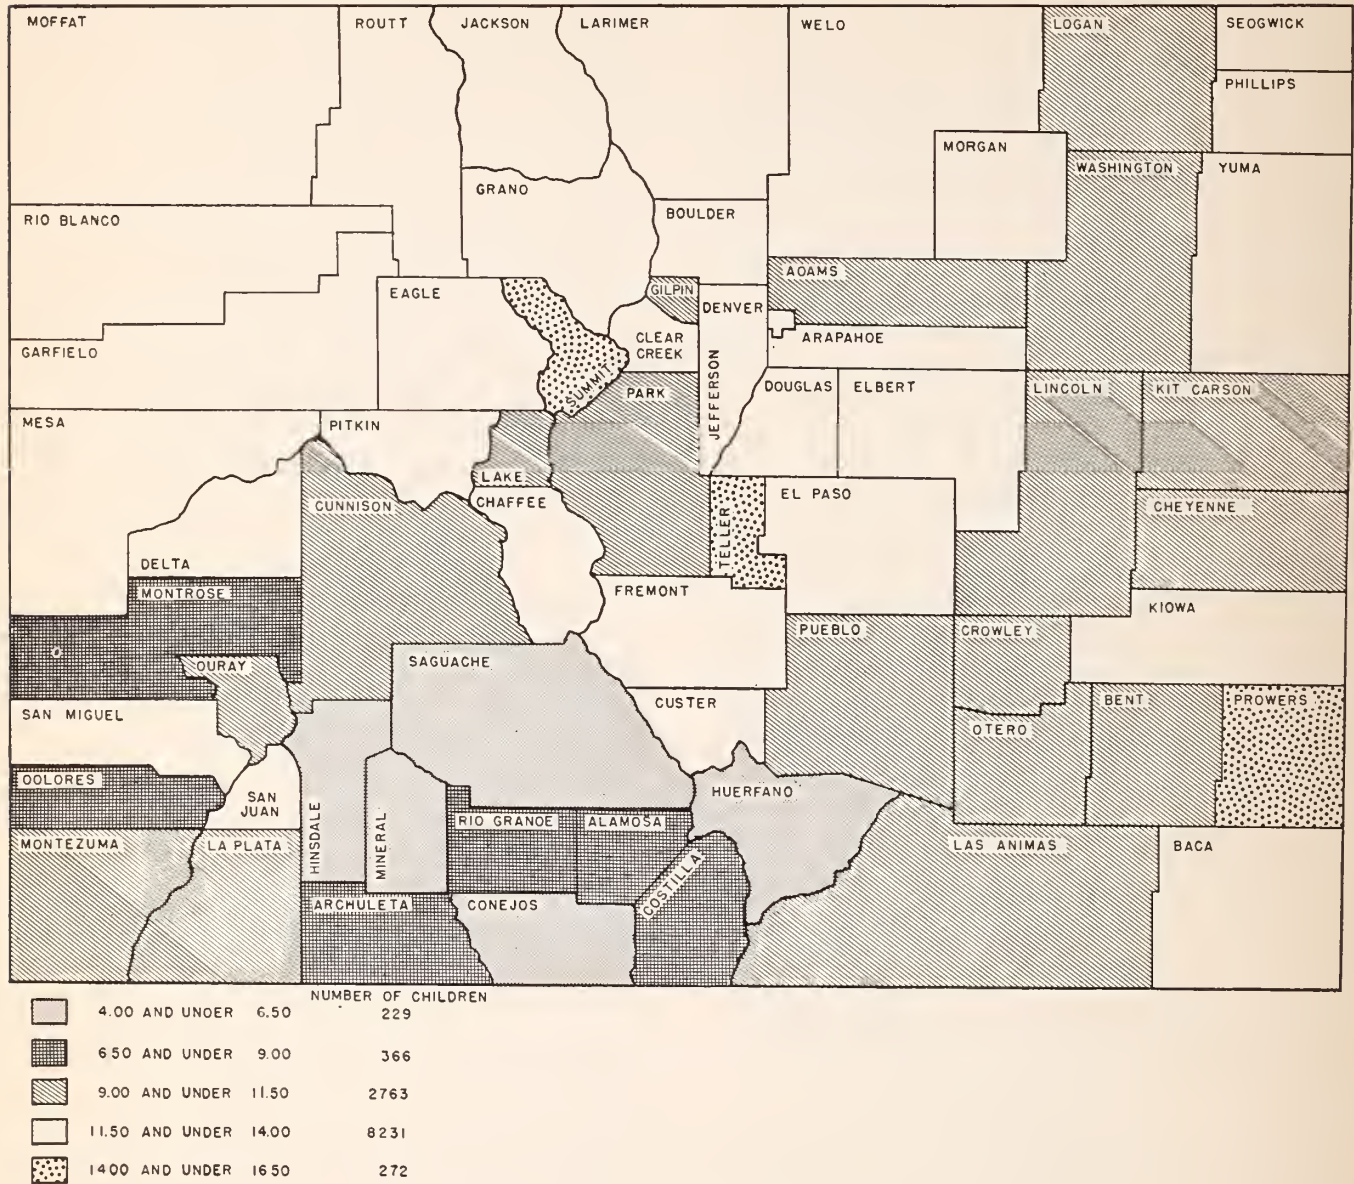 MOFFAT ROUTT JACKSON LARIMER WELO LOGAN SEOGWICK
PHILLIPS
MORGAN
WASHINGTON YUMA
GRANO
RIO BLANCO BOULDER
AOAMS
EAGLE GILPIN
DENVER
CLEAR
CREEK
ARAPAHOE
GARFIELO
SUMMIT PARK JEFFERSON DOUGLAS ELBERT LINCOLN KIT CARSON
MESA PITKIN
LAKE
CUNNISON CHAFFEE TELLER EL PASO CHEYENNE
DELTA
MONTROSE FREMONT KIOWA
PUEBLO CROWLEY
OURAY SAGUACHE
SAN MIGUEL CUSTER BENT PROWERS
OTERO
DOLORES
HUERFANO
SAN
JUAN
HINSDALE MINERAL RIO GRANOE ALAMOSA
MONTEZUMA LA PLATA COSTILLA LAS ANIMAS BACA
ARCHULETA CONEJOS
NUMBER OF CHILDREN
4.00 AND UNOER 6.50 229
6.50 AND UNDER 9.00 366
9.00 AND UNDER 11.50 2763
11.50 AND UNDER 14.00 8231
1400 AND UNDER 1650 272